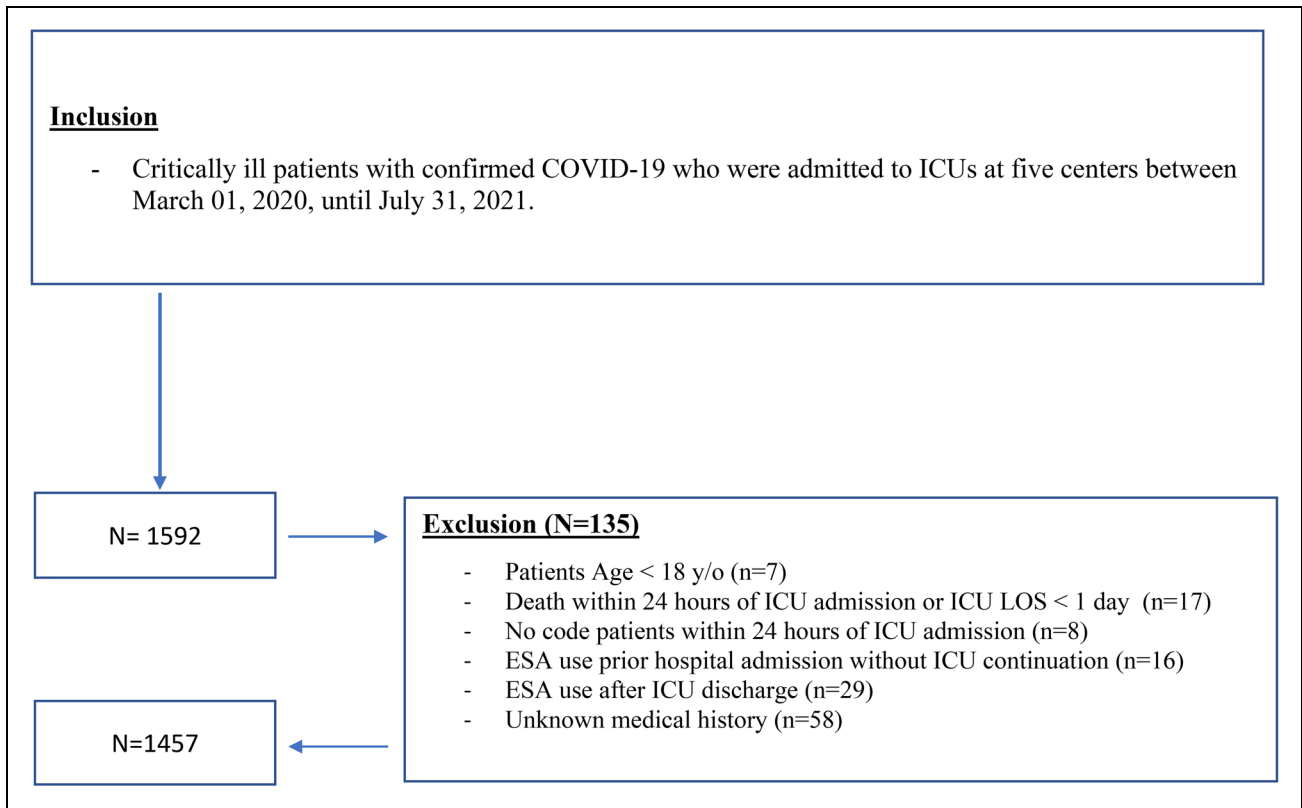 Inclusion
- Critically ill patients with confirmed COVID-19 who were admitted to ICUs at five centers between
March 01, 2020, until July 31, 2021.
N= 1592
Exclusion (N=135)
- Patients Age < 18 y/o (n=7)
- Death within 24 hours of ICU admission or ICU LOS < 1 day (n=17)
- No code patients within 24 hours of ICU admission (n=8)
- ESA use prior hospital admission without ICU continuation (n=16)
- ESA use after ICU discharge (n=29)
- Unknown medical history (n=58)
N=1457